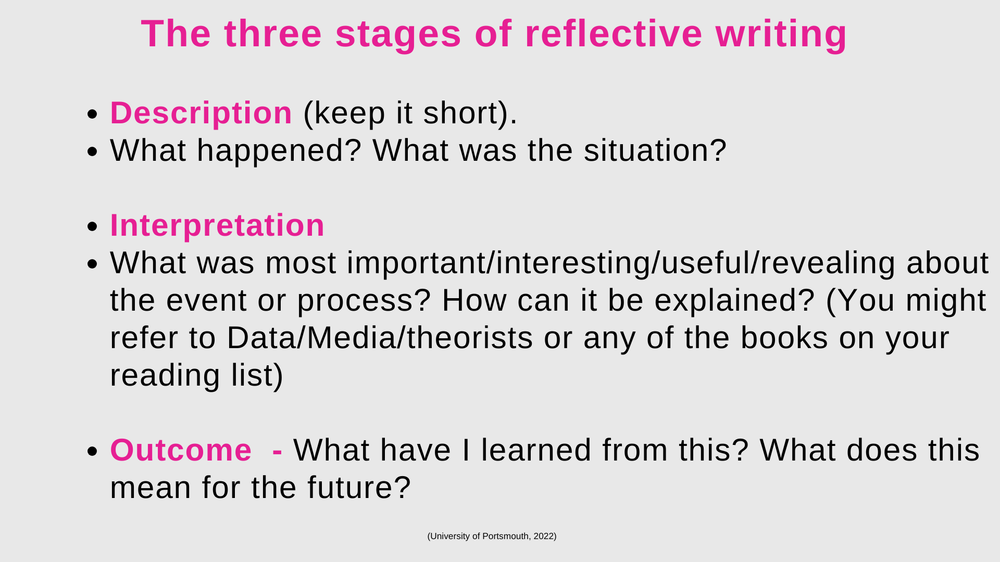 The three stages of reflective writing
• Description (keep it short).
• What happened? What was the situation?
• Interpretation
• What was most important/interesting/useful/revealing about
the event or process? How can it be explained? (You might
refer to Data/Media/theorists or any of the books on your
reading list)
• Outcome  - What have I learned from this? What does this
mean for the future?
(University of Portsmouth, 2022)